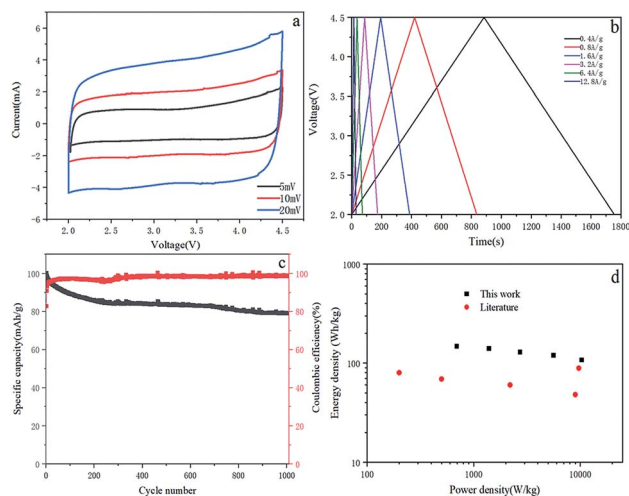 a
6
4
2
0
-2
-4
-6
Current(mA)
2.0 2.5 3.0 3.5 4.0 4.5
Voltage(V)
5mV
10mV
20mV
b
4.5
4.0
3.5
3.0
2.5
2.0
Voltage(V)
0 200 400 600 800 1000 1200 1400 1600 1800
Time(s)
0.4A/g
0.8A/g
1.6A/g
3.2A/g
6.4A/g
12.8A/g
c
100
80
60
40
20
0
Specific capacity(mAh/g)
100
80
60
40
20
0
Coulombic efficiency(%)
0 200 400 600 800 1000
Cycle number
d
1000
100
10
Energy density (Wh/kg)
100 1000 10000
Power density(W/kg)
This work
Literature